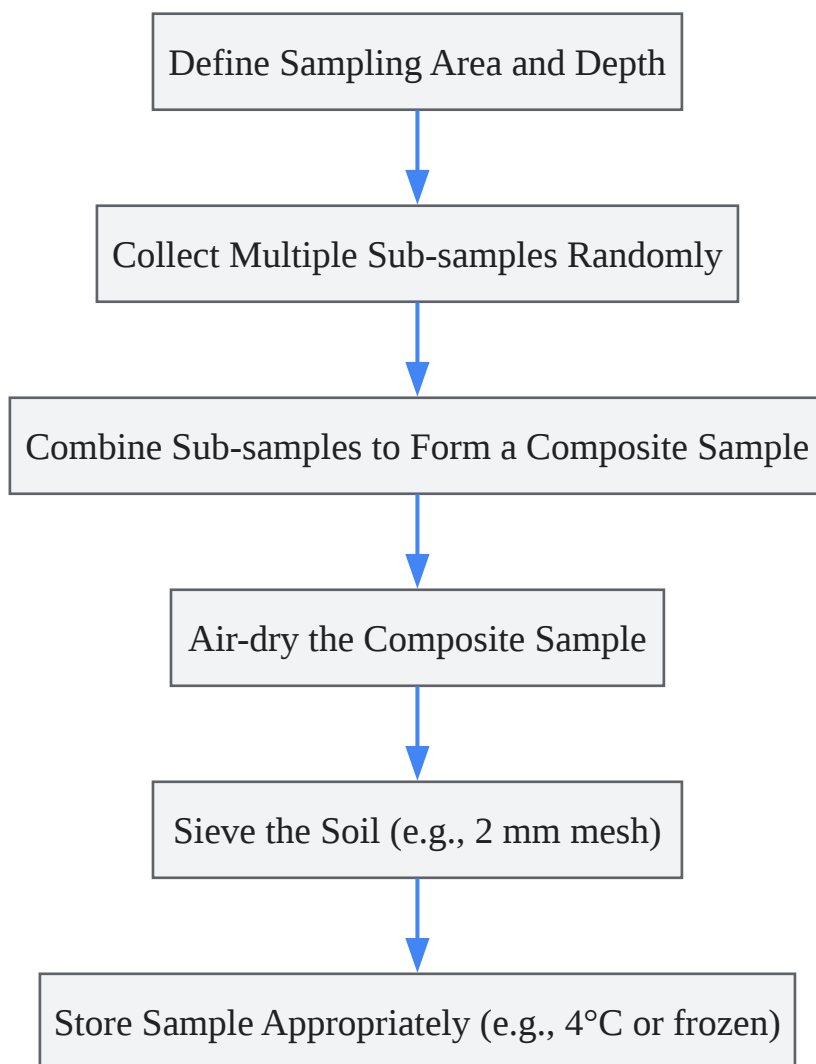 Define Sampling Area and Depth
Collect Multiple Sub-samples Randomly
Combine Sub-samples to Form a Composite Sample
Air-dry the Composite Sample
Sieve the Soil (e.g., 2 mm mesh)
Store Sample Appropriately (e.g., 4°C or frozen)